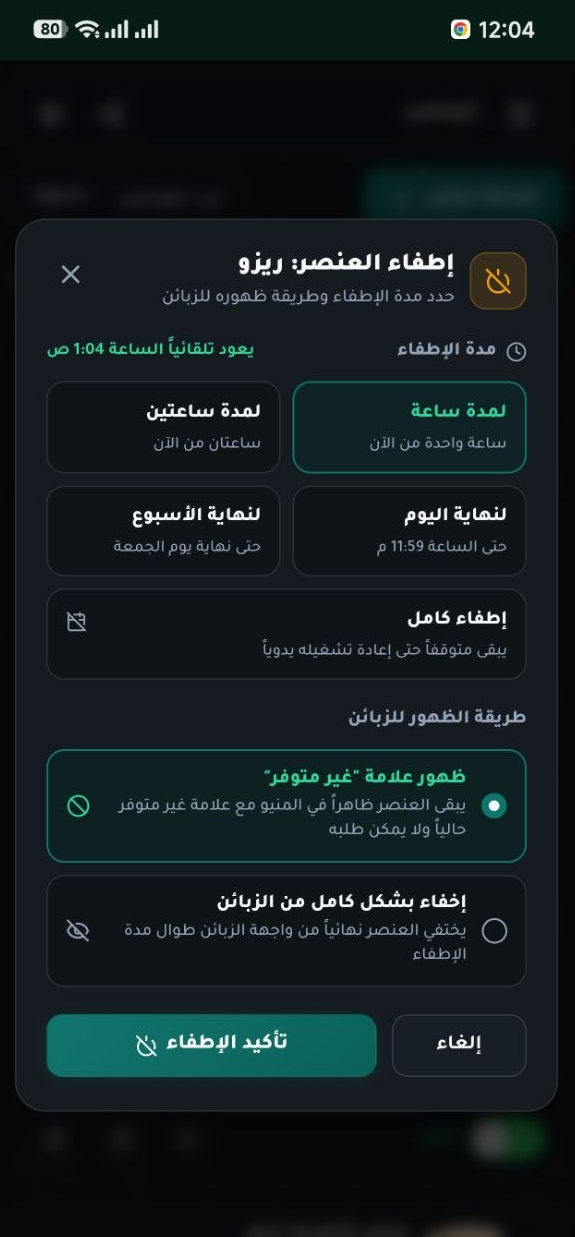 80
12:04
إطفاء العنصر: ريزو
حدد مدة الإطفاء وطريقة ظهوره للزبائن
مدة الإطفاء
يعود تلقائياً الساعة 1:04 ص
لمدة ساعة
ساعة واحدة من الآن
لمدة ساعتين
ساعتان من الآن
لنهاية اليوم
حتى الساعة 11:59 م
لنهاية الأسبوع
حتى نهاية يوم الجمعة
إطفاء كامل
يبقى متوقفاً حتى إعادة تشغيله يدوياً
طريقة الظهور للزبائن
ظهور علامة "غير متوفر"
يبقى العنصر ظاهراً في المنيو مع علامة غير متوفر
حالياً ولا يمكن طلبه
إخفاء بشكل كامل من الزبائن
يختفي العنصر نهائياً من واجهة الزبائن طوال مدة
الإطفاء
إلغاء
تأكيد الإطفاء